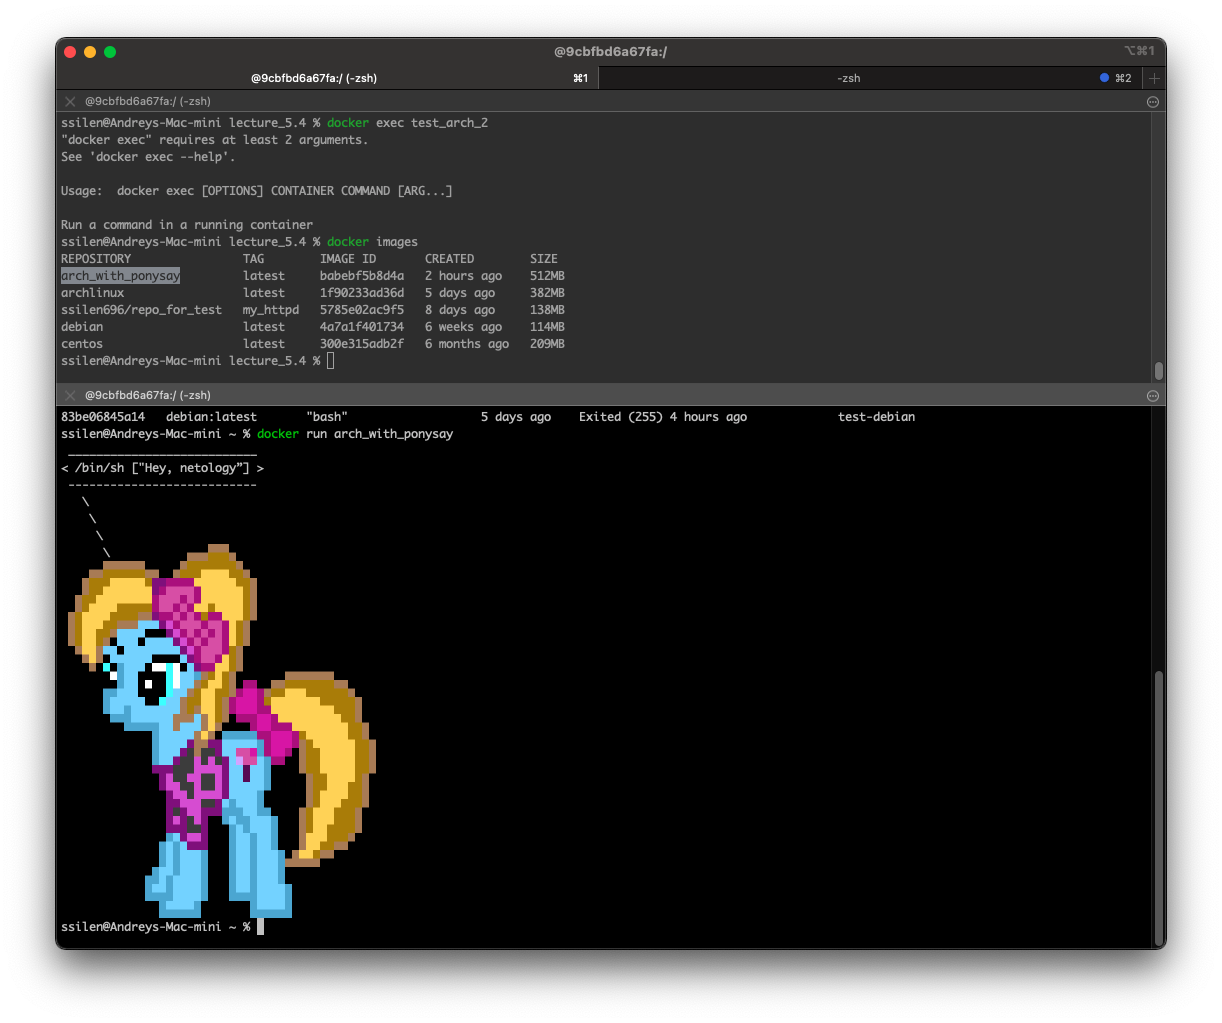 @9cbfbd6a67fa:/
⌥⌘1
@9cbfbd6a67fa:/ (-zsh) ⌘1 -zsh ⌘2
@9cbfbd6a67fa:/ (-zsh)
ssilen@Andreys-Mac-mini lecture_5.4 % docker exec test_arch_2
"docker exec" requires at least 2 arguments.
See 'docker exec --help'.
Usage:  docker exec [OPTIONS] CONTAINER COMMAND [ARG...]
Run a command in a running container
ssilen@Andreys-Mac-mini lecture_5.4 % docker images
REPOSITORY                TAG        IMAGE ID       CREATED        SIZE
arch_with_ponysay         latest     babebf5b8d4a   2 hours ago    512MB
archlinux                 latest     1f90233ad36d   5 days ago     382MB
ssilen696/repo_for_test   my_httpd   5785e02ac9f5   8 days ago     138MB
debian                    latest     4a7a1f401734   6 weeks ago    114MB
centos                    latest     300e315adb2f   6 months ago   209MB
ssilen@Andreys-Mac-mini lecture_5.4 %
@9cbfbd6a67fa:/ (-zsh)
83be06845a14   debian:latest       "bash"                   5 days ago    Exited (255) 4 hours ago             test-debian
ssilen@Andreys-Mac-mini ~ % docker run arch_with_ponysay
< /bin/sh ["Hey, netology”] >
ssilen@Andreys-Mac-mini ~ %